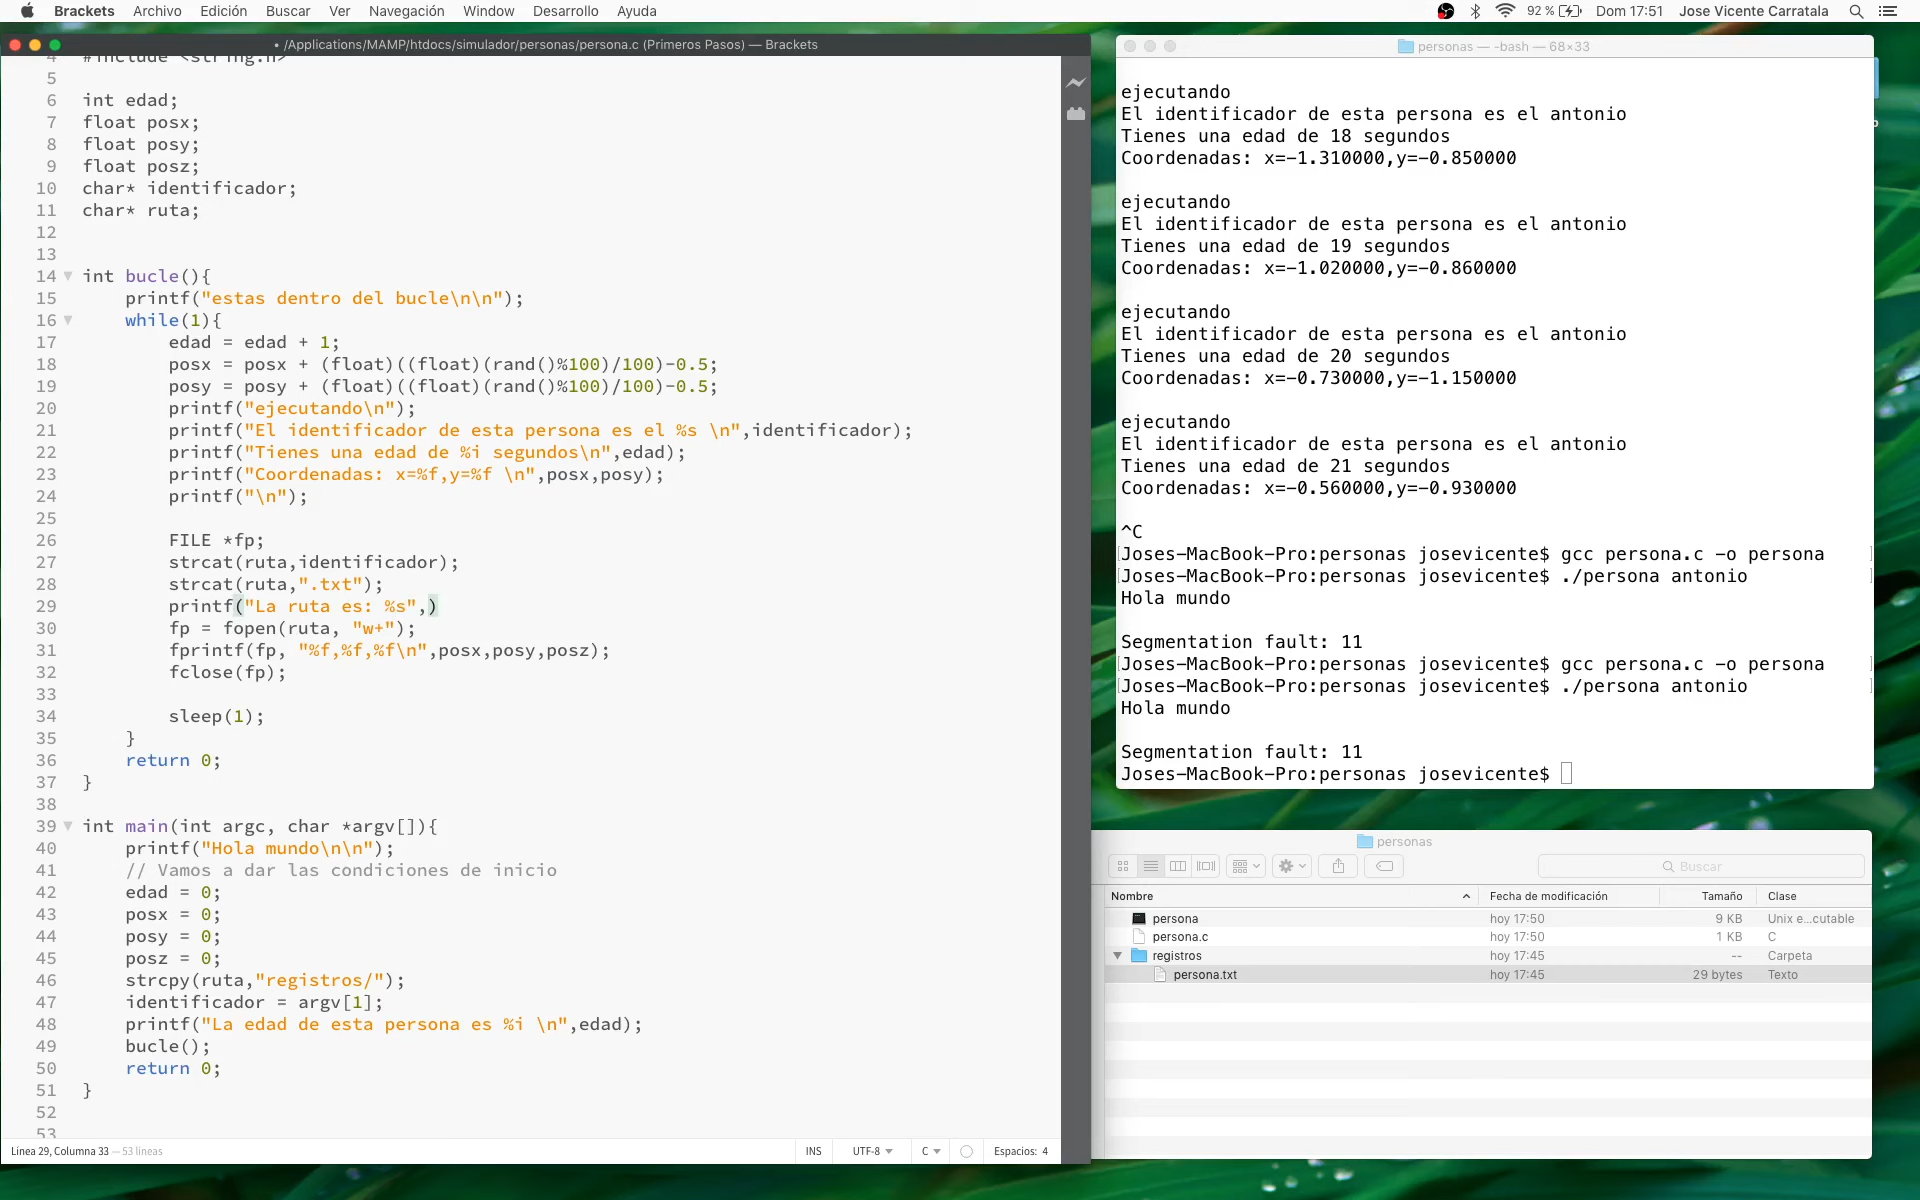 Brackets Archivo Edición Buscar Ver Navegación Window Desarrollo Ayuda 92 % Dom 17:51 Jose Vicente Carratala
• /Applications/MAMP/htdocs/simulador/personas/persona.c (Primeros Pasos) — Brackets
4 #include <string.h>
5
6 int edad;
7 float posx;
8 float posy;
9 float posz;
10 char* identificador;
11 char* ruta;
12
13
14 int bucle(){
15 printf("estas dentro del bucle\n\n");
16 while(1){
17 edad = edad + 1;
18 posx = posx + (float)((float)(rand()%100)/100)-0.5;
19 posy = posy + (float)((float)(rand()%100)/100)-0.5;
20 printf("ejecutando\n");
21 printf("El identificador de esta persona es el %s \n",identificador);
22 printf("Tienes una edad de %i segundos\n",edad);
23 printf("Coordenadas: x=%f,y=%f \n",posx,posy);
24 printf("\n");
25
26 FILE *fp;
27 strcat(ruta,identificador);
28 strcat(ruta,".txt");
29 printf("La ruta es: %s",)
30 fp = fopen(ruta, "w+");
31 fprintf(fp, "%f,%f,%f\n",posx,posy,posz);
32 fclose(fp);
33
34 sleep(1);
35 }
36 return 0;
37 }
38
39 int main(int argc, char *argv[]){
40 printf("Hola mundo\n\n");
41 // Vamos a dar las condiciones de inicio
42 edad = 0;
43 posx = 0;
44 posy = 0;
45 posz = 0;
46 strcpy(ruta,"registros/");
47 identificador = argv[1];
48 printf("La edad de esta persona es %i \n",edad);
49 bucle();
50 return 0;
51 }
52
53
Línea 29, Columna 33 — 53 líneas INS UTF-8 C Espacios: 4
personas — -bash — 68×33
ejecutando
El identificador de esta persona es el antonio
Tienes una edad de 18 segundos
Coordenadas: x=-1.310000,y=-0.850000
ejecutando
El identificador de esta persona es el antonio
Tienes una edad de 19 segundos
Coordenadas: x=-1.020000,y=-0.860000
ejecutando
El identificador de esta persona es el antonio
Tienes una edad de 20 segundos
Coordenadas: x=-0.730000,y=-1.150000
ejecutando
El identificador de esta persona es el antonio
Tienes una edad de 21 segundos
Coordenadas: x=-0.560000,y=-0.930000
^C
[Joses-MacBook-Pro:personas josevicente$ gcc persona.c -o persona ]
[Joses-MacBook-Pro:personas josevicente$ ./persona antonio ]
Hola mundo
Segmentation fault: 11
[Joses-MacBook-Pro:personas josevicente$ gcc persona.c -o persona ]
[Joses-MacBook-Pro:personas josevicente$ ./persona antonio ]
Hola mundo
Segmentation fault: 11
Joses-MacBook-Pro:personas josevicente$
personas
Buscar
Nombre Fecha de modificación Tamaño Clase
persona hoy 17:50 9 KB Unix e...cutable
persona.c hoy 17:50 1 KB C
registros hoy 17:45 -- Carpeta
persona.txt hoy 17:45 29 bytes Texto